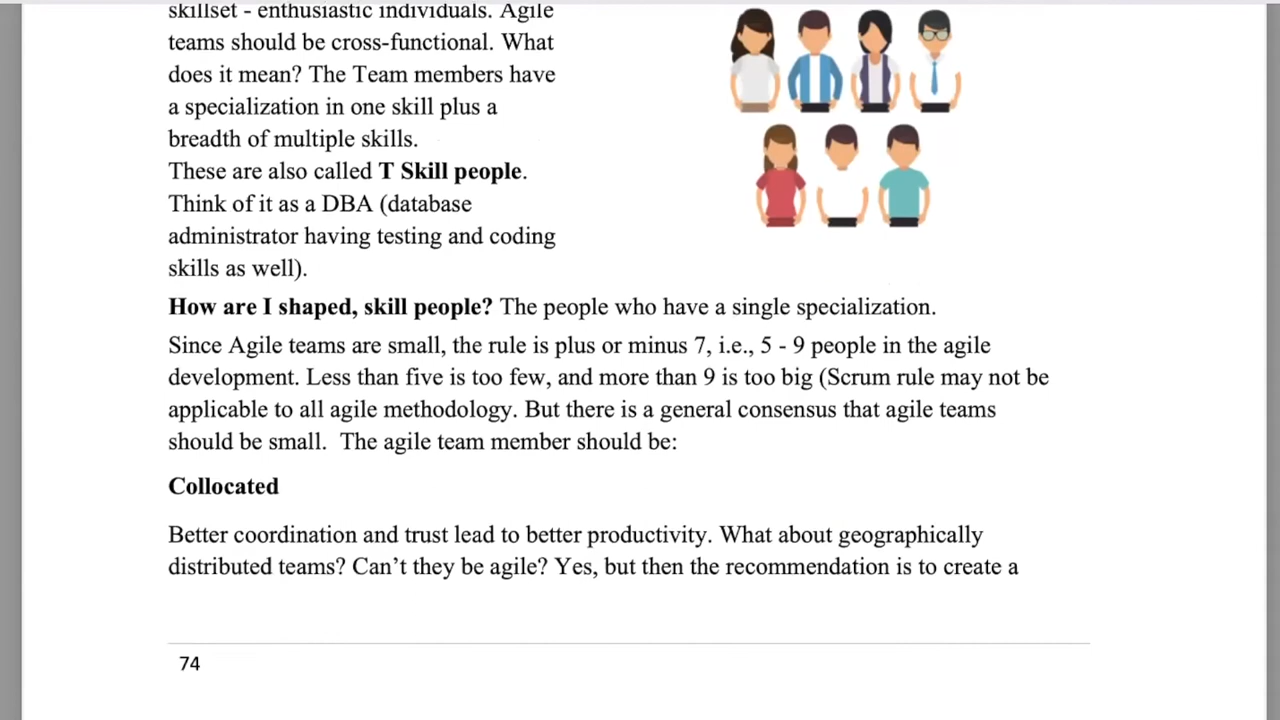 skillset - enthusiastic individuals. Agile
teams should be cross-functional. What
does it mean? The Team members have
a specialization in one skill plus a
breadth of multiple skills.
These are also called T Skill people.
Think of it as a DBA (database
administrator having testing and coding
skills as well).
How are I shaped, skill people? The people who have a single specialization.
Since Agile teams are small, the rule is plus or minus 7, i.e., 5 - 9 people in the agile
development. Less than five is too few, and more than 9 is too big (Scrum rule may not be
applicable to all agile methodology. But there is a general consensus that agile teams
should be small.  The agile team member should be:
Collocated
Better coordination and trust lead to better productivity. What about geographically
distributed teams? Can’t they be agile? Yes, but then the recommendation is to create a
74